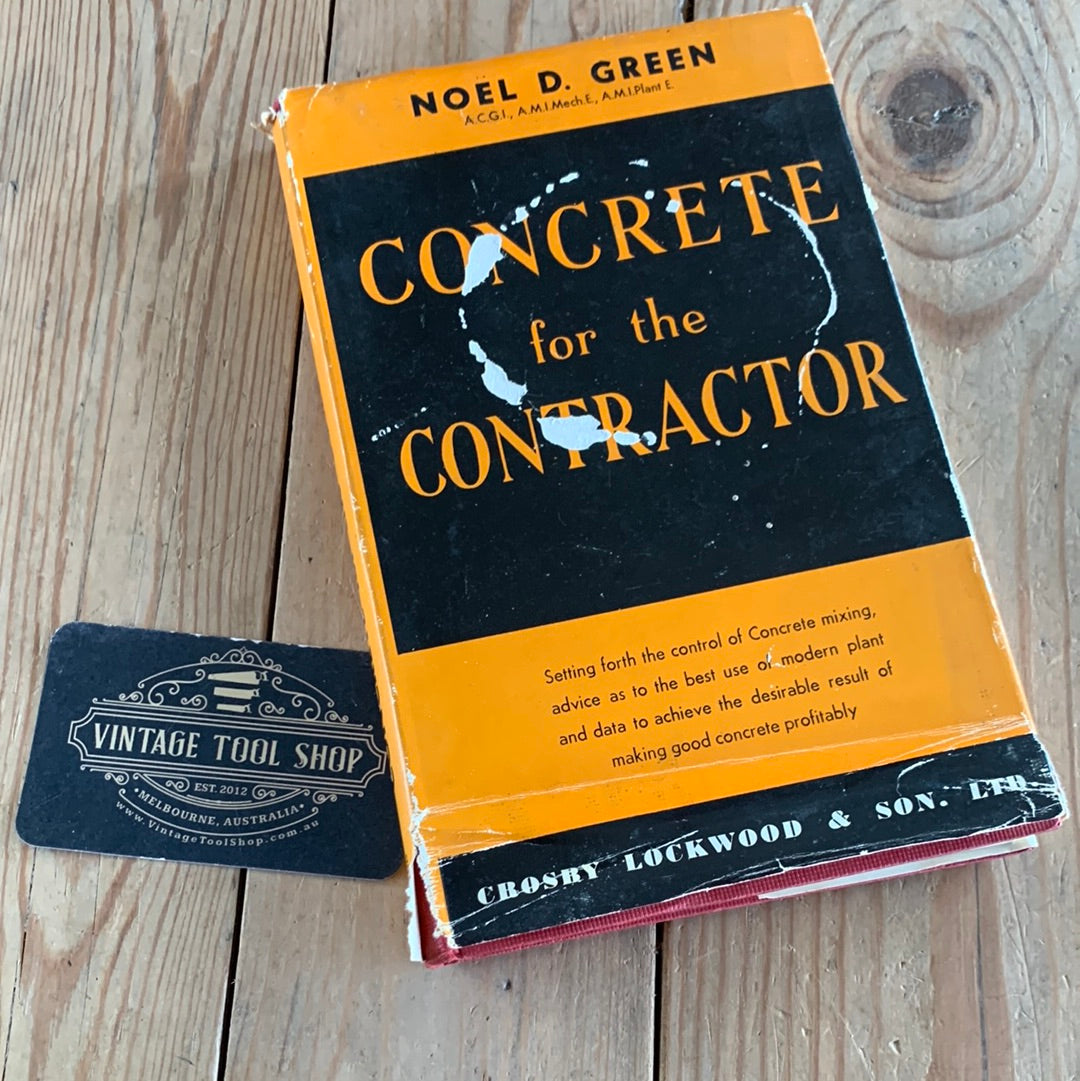 NOEL D. GREEN
A.C.G.I., A.M.I.Mech.E., A.M.I.Plant E.
CONCRETE
for the
CONTRACTOR
Setting forth the control of Concrete mixing,
advice as to the best use of modern plant
and data to achieve the desirable result of
making good concrete profitably
CROSBY LOCKWOOD & SON. LTD
VINTAGE TOOL SHOP
EST. 2012
•MELBOURNE, AUSTRALIA•
www.VintageToolShop.com.au